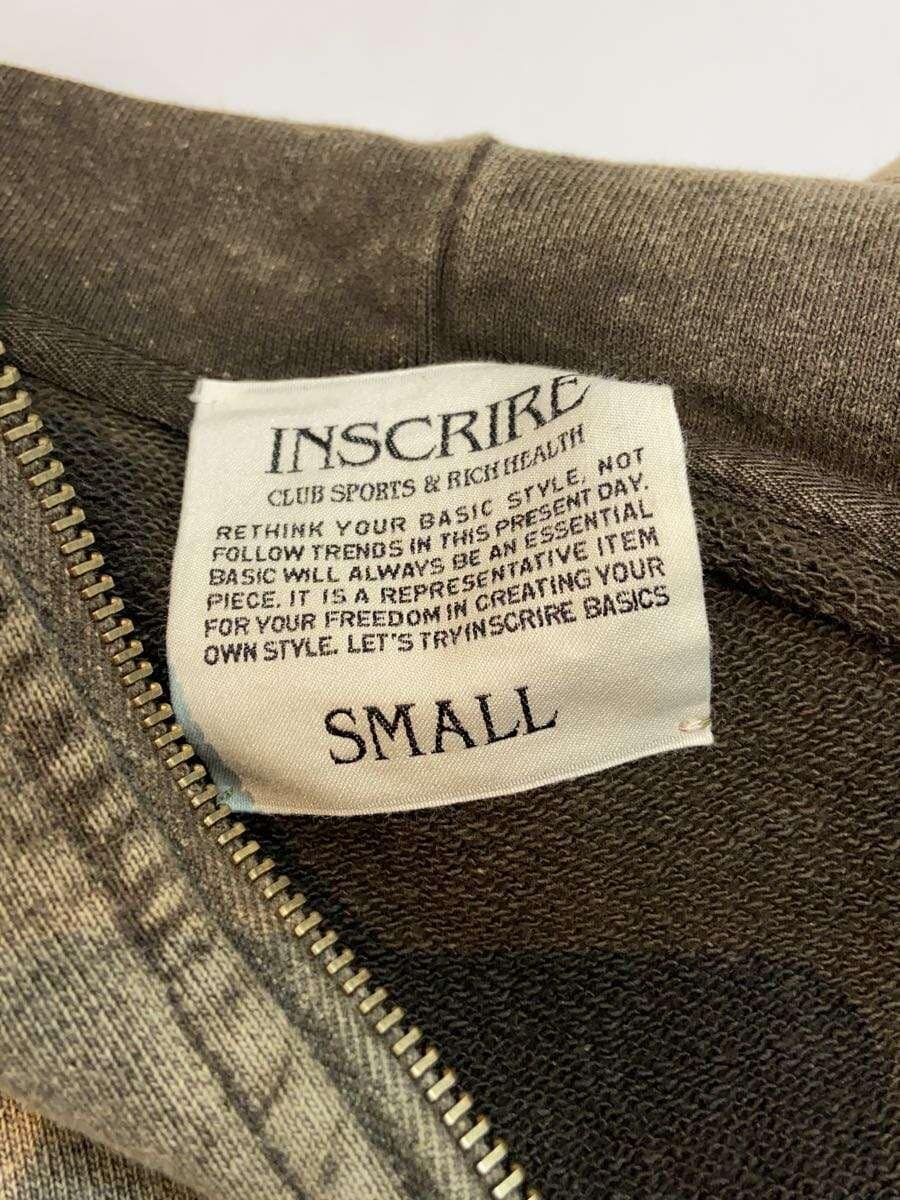 INSCRIRE
CLUB SPORTS & RICH HEALTH
RETHINK YOUR BASIC STYLE, NOT
FOLLOW TRENDS IN THIS PRESENT DAY.
BASIC WILL ALWAYS BE AN ESSENTIAL
PIECE. IT IS A REPRESENTATIVE ITEM
FOR YOUR FREEDOM IN CREATING YOUR
OWN STYLE. LET'S TRY INSCRIRE BASICS
SMALL